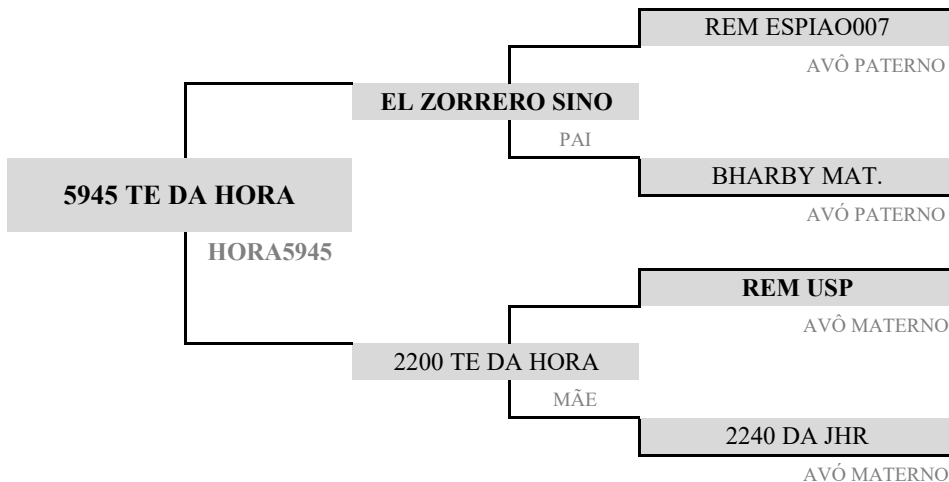 REM ESPIAO007
AVÔ PATERNO
EL ZORRERO SINO
PAI
BHARBY MAT.
AVÓ PATERNO
5945 TE DA HORA
HORA5945
REM USP
AVÔ MATERNO
2200 TE DA HORA
MÃE
2240 DA JHR
AVÓ MATERNO